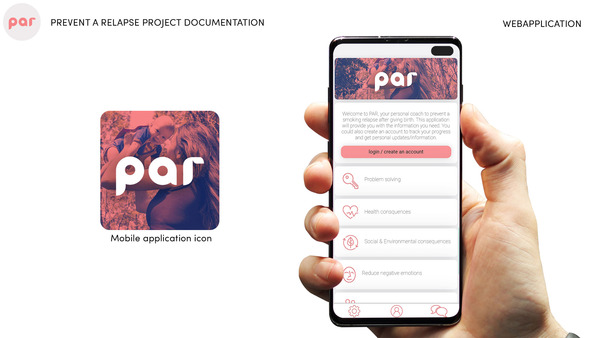 par
PREVENT A RELAPSE PROJECT DOCUMENTATION
WEBAPPLICATION
par
Mobile application icon
par
Welcome to PAR, your personal coach to prevent a
smoking relapse after giving birth. This application
will provide you with the information you need. You
could also create an account to track your progress
and get personal updates/information.
login / create an account
Problem solving
Health consquences
Social & Environmental consequences
Reduce negative emotions